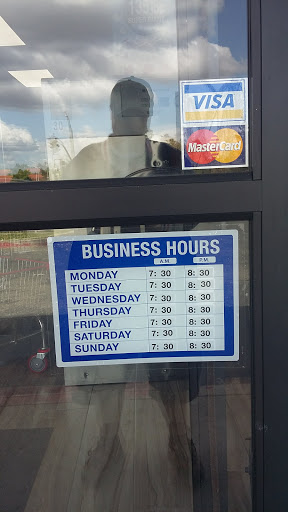 VISA
MasterCard
BUSINESS HOURS
A.M. P.M.
MONDAY 7: 30 8: 30
TUESDAY 7: 30 8: 30
WEDNESDAY 7: 30 8: 30
THURSDAY 7: 30 8: 30
FRIDAY 7: 30 8: 30
SATURDAY 7: 30 8: 30
SUNDAY 7: 30 8: 30